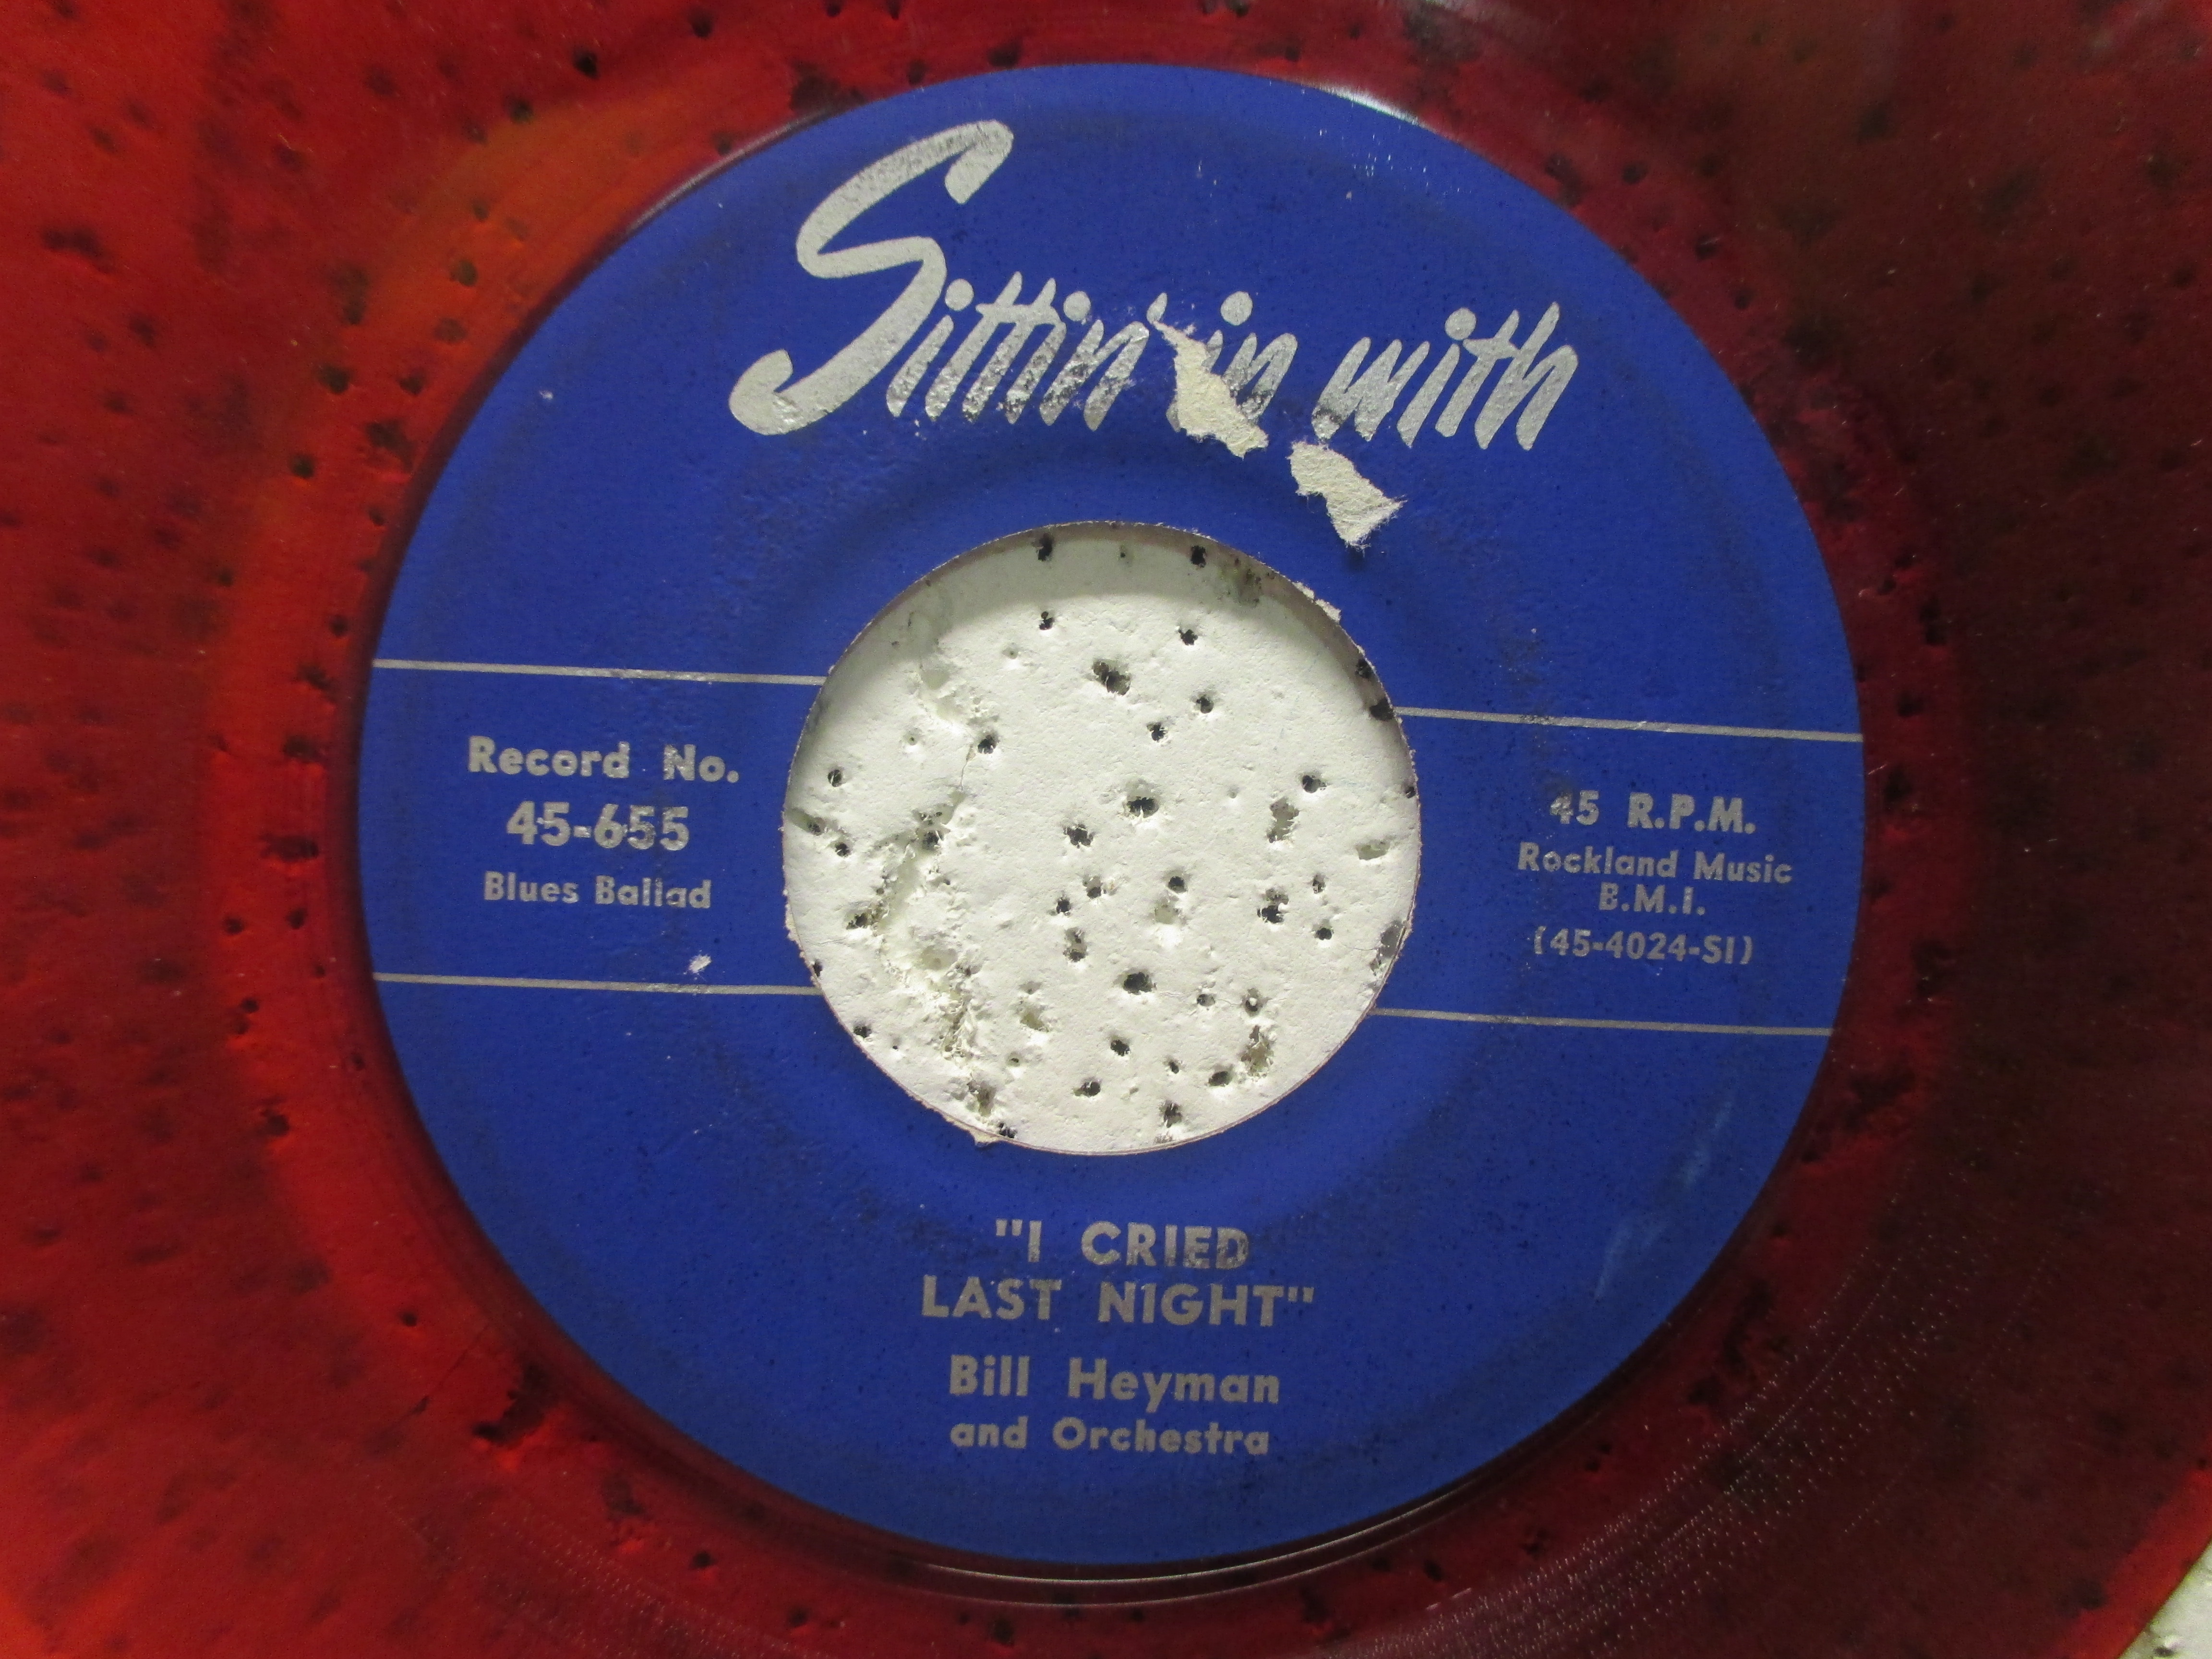 Sittin' in with
Record No.
45-655
Blues Ballad
45 R.P.M.
Rockland Music
B.M.I.
(45-4024-S1)
"I CRIED
LAST NIGHT"
Bill Heyman
and Orchestra